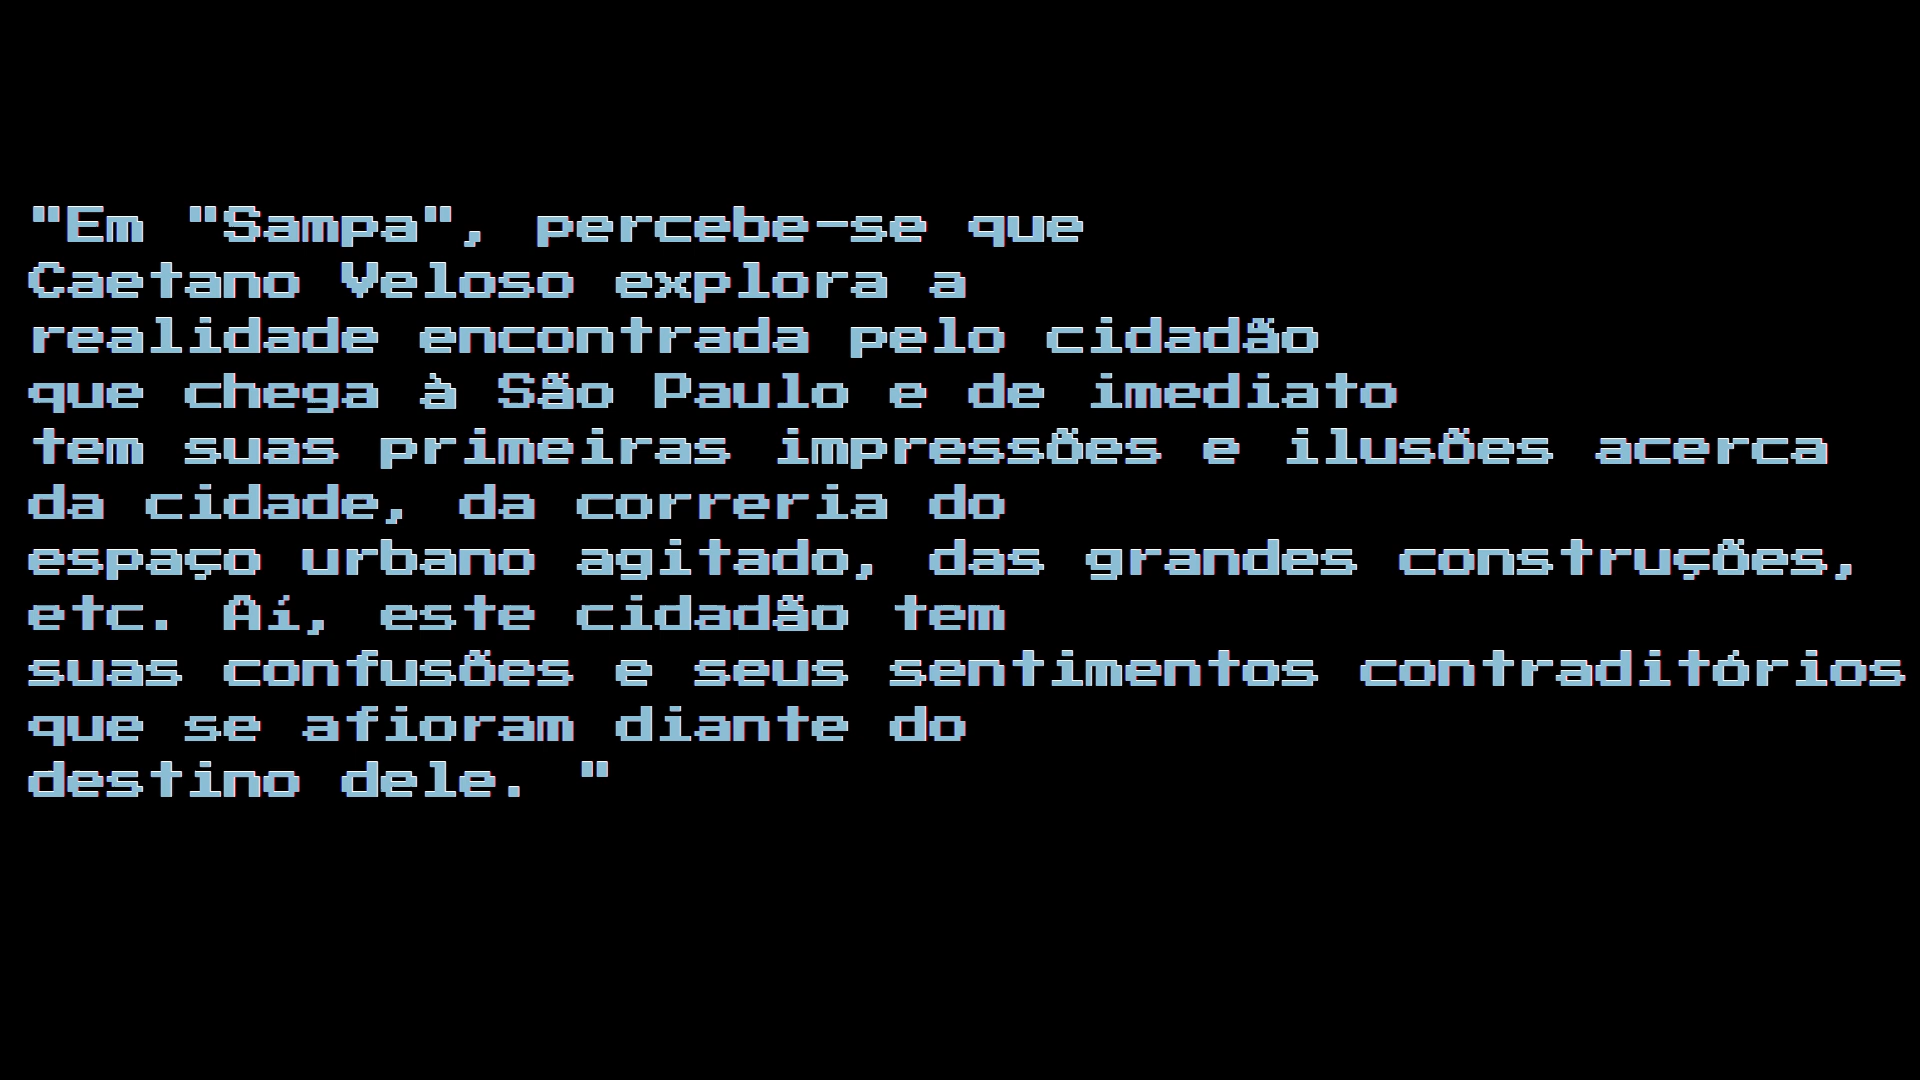 "Em "Sampa", percebe-se que
Caetano Veloso explora a
realidade encontrada pelo cidadão
que chega à São Paulo e de imediato
tem suas primeiras impressões e ilusões acerca
da cidade, da correria do
espaço urbano agitado, das grandes construções,
etc. Aí, este cidadão tem
suas confusões e seus sentimentos contraditórios
que se afioram diante do
destino dele. "